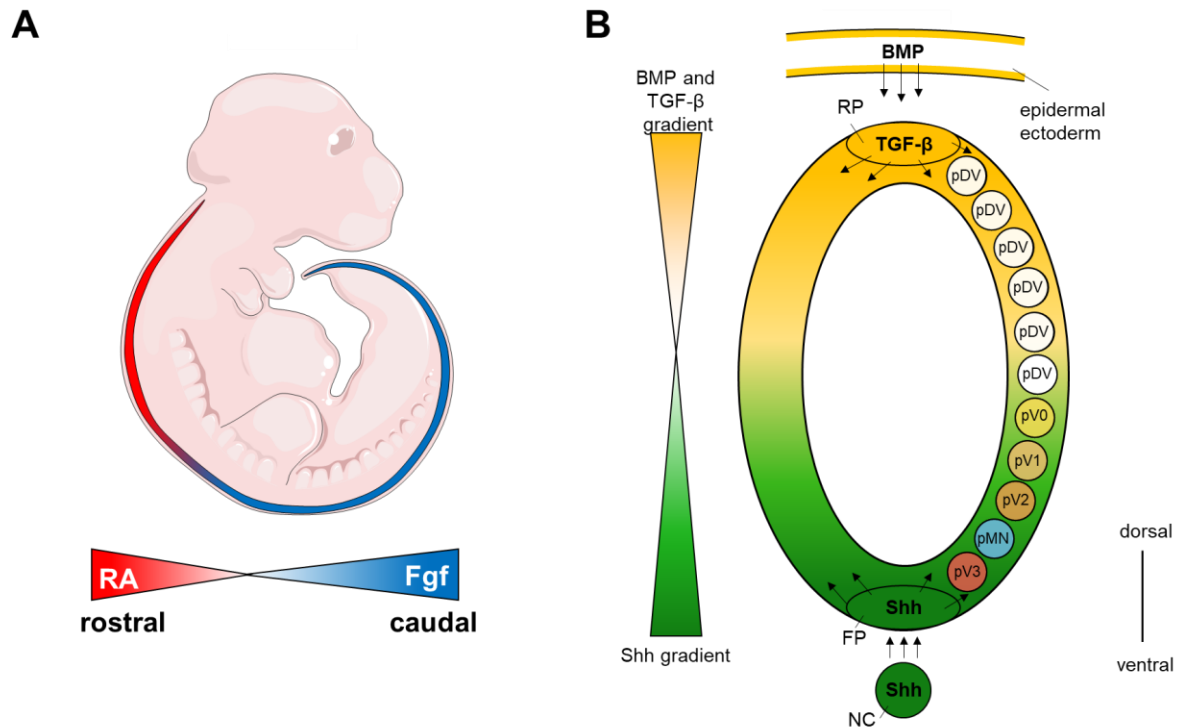 A
RA
Fgf
rostral
caudal
B
BMP and
TGF-β
gradient
Shh gradient
BMP
epidermal
ectoderm
RP
TGF-β
pDV
pDV
pDV
pDV
pDV
pDV
pV0
pV1
pV2
pMN
pV3
Shh
FP
Shh
NC
dorsal
ventral